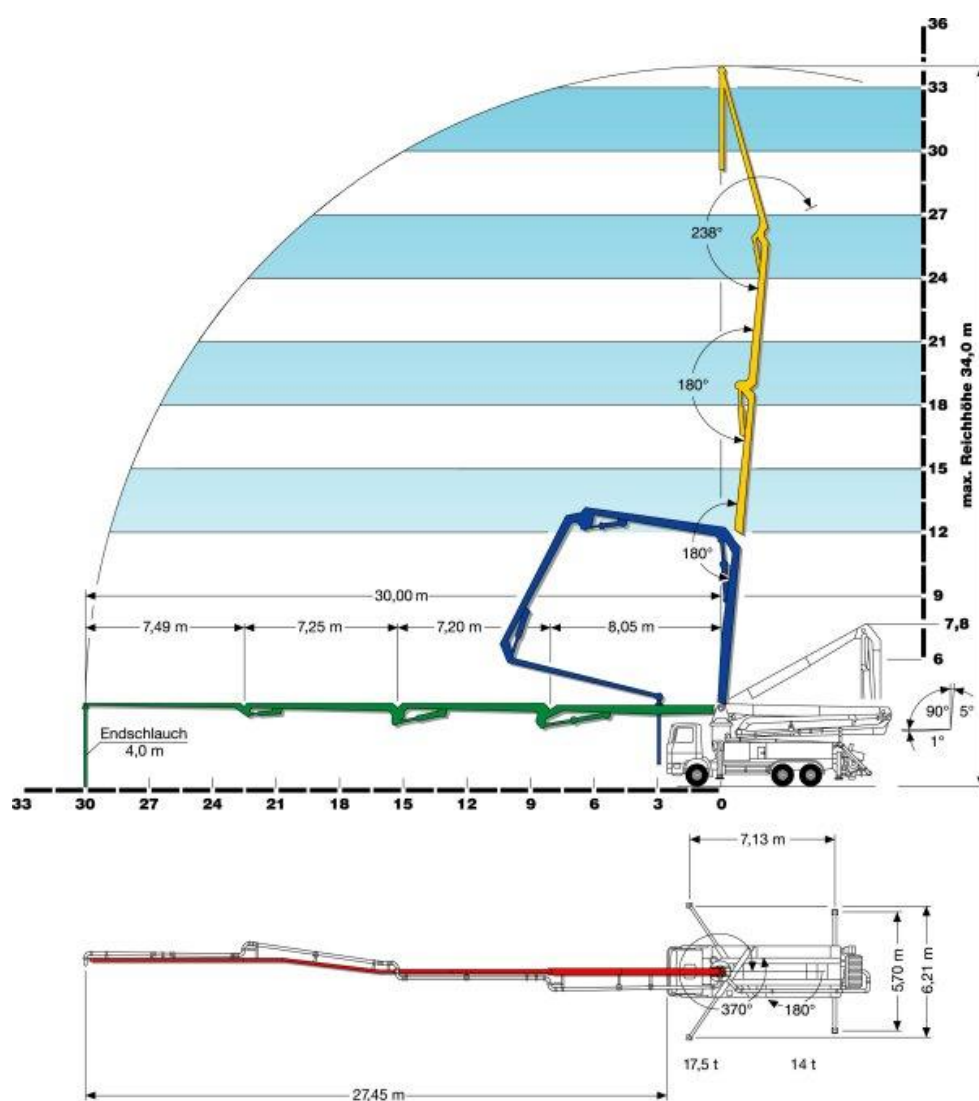 36
33
30
27
238°
24
21
180°
18
max. Reichhöhe 34,0 m
15
12
180°
30,00 m
9
7,49 m
7,25 m
7,20 m
8,05 m
7,8
6
90°
5°
1°
Endschlauch
4,0 m
33 30 27 24 21 18 15 12 9 6 3 0
7,13 m
5,70 m
6,21 m
370°
180°
17,5 t
14 t
27,45 m